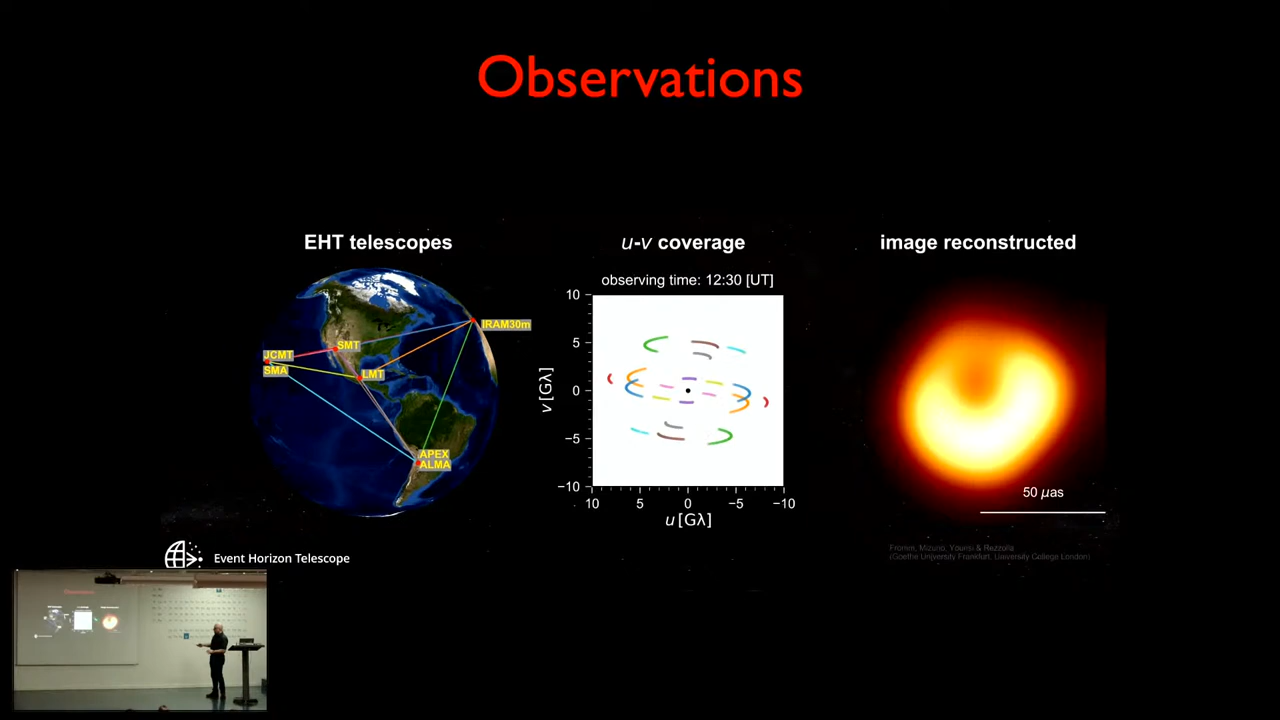 Observations
EHT telescopes
u-v coverage
image reconstructed
observing time: 12:30 [UT]
JCMT
SMA
SMT
LMT
IRAM30m
APEX
ALMA
10
5
0
−5
−10
v [Gλ]
10
5
0
−5
−10
u [Gλ]
50 μas
Fromm, Mizuno, Younsi & Rezzolla
(Goethe University Frankfurt, University College London)
Event Horizon Telescope
Observations